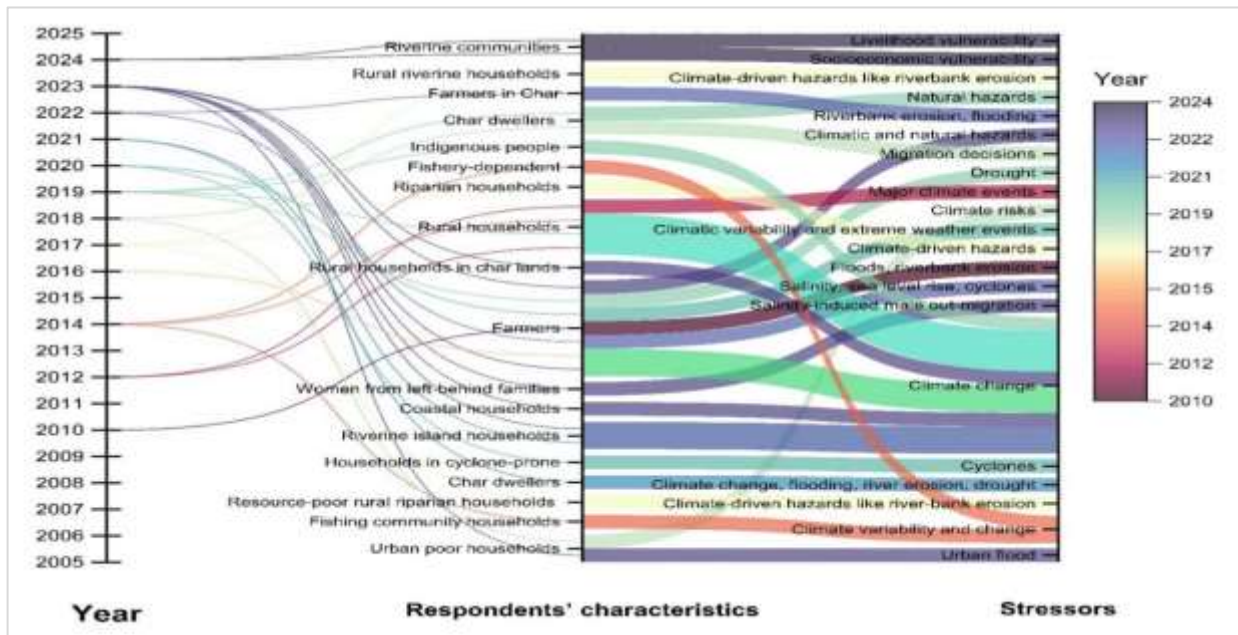 2025
2024
2023
2022
2021
2020
2019
2018
2017
2016
2015
2014
2013
2012
2011
2010
2009
2008
2007
2006
2005
Year
Riverine communities
Rural riverine households
Farmers in Char
Char dwellers
Indigenous people
Fishery-dependent
Riparian households
Rural households
Rural households in char lands
Farmers
Women from left-behind families
Coastal households
Riverine island households
Households in cyclone-prone
Char dwellers
Resource-poor rural riparian households
Fishing community households
Urban poor households
Respondents' characteristics
Livelihood vulnerability
Socioeconomic vulnerability
Climate-driven hazards like riverbank erosion
Natural hazards
Riverbank erosion, flooding
Climatic and natural hazards
Migration decisions
Drought
Major climate events
Climate risks
Climatic variability and extreme weather events
Climate-driven hazards
Floods, riverbank erosion
Salinity, sea level rise, cyclones
Salinity-induced male out-migration
Climate change
Cyclones
Climate change, flooding, river erosion, drought
Climate-driven hazards like river-bank erosion
Climate variability and change
Urban flood
Stressors
Year
2024
2022
2021
2019
2017
2015
2014
2012
2010